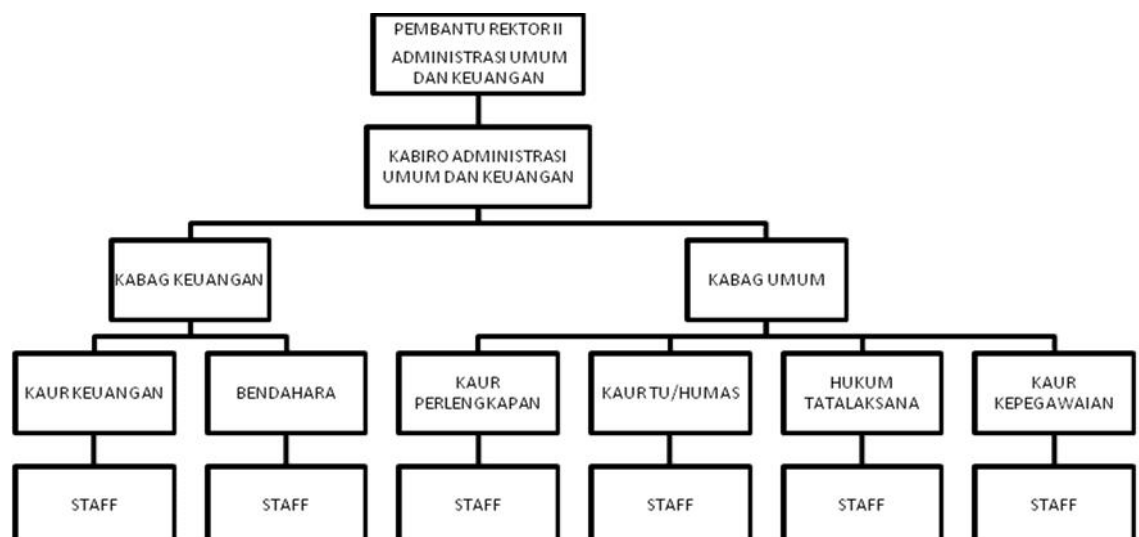 PEMBANTU REKTOR II
ADMINISTRASI UMUM
DAN KEUANGAN
KABIRO ADMINISTRASI
UMUM DAN KEUANGAN
KABAG KEUANGAN
KABAG UMUM
KAUR KEUANGAN
BENDAHARA
KAUR
PERLENGKAPAN
KAUR TU/HUMAS
HUKUM
TATALAKSANA
KAUR
KEPEGAWAIAN
STAFF
STAFF
STAFF
STAFF
STAFF
STAFF